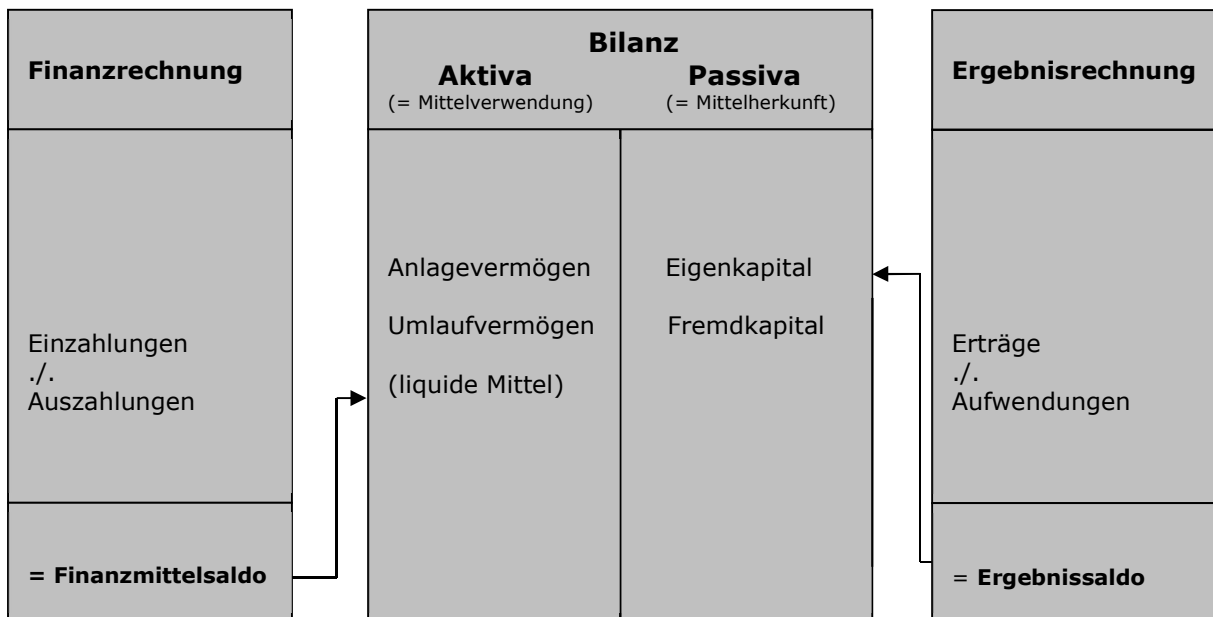 Finanzrechnung
Einzahlungen
./.
Auszahlungen
= Finanzmittelsaldo
Bilanz
Aktiva Passiva
(= Mittelverwendung) (= Mittelherkunft)
Anlagevermögen Eigenkapital
Umlaufvermögen Fremdkapital
(liquide Mittel)
Ergebnisrechnung
Erträge
./.
Aufwendungen
= Ergebnissaldo